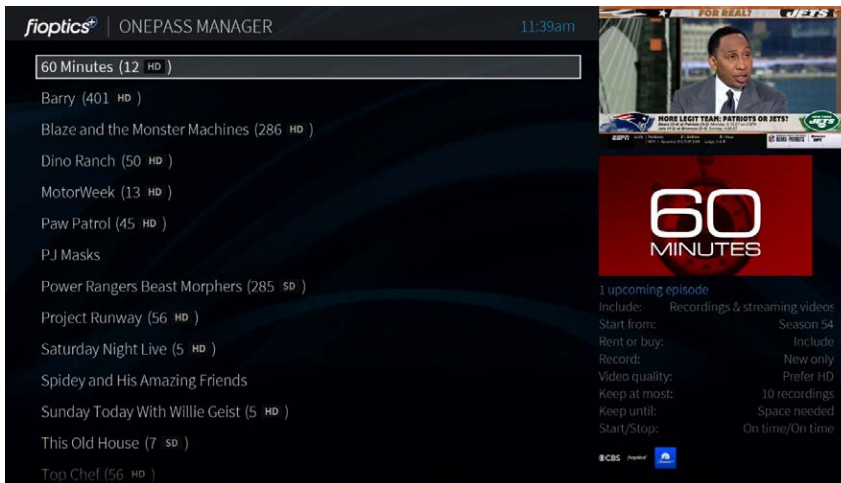 fioptics ONEPASS MANAGER 11:39am
60 Minutes (12 HD )
Barry (401 HD )
Blaze and the Monster Machines (286 HD )
Dino Ranch (50 HD )
MotorWeek (13 HD )
Paw Patrol (45 HD )
PJ Masks
Power Rangers Beast Morphers (285 SD )
Project Runway (56 HD )
Saturday Night Live (5 HD )
Spidey and His Amazing Friends
Sunday Today With Willie Geist (5 HD )
This Old House (7 SD )
Top Chef (56 HD )
FOR REAL? JETS
MORE LEGIT TEAM: PATRIOTS OR JETS?
JETS
60
MINUTES
1 upcoming episode
Include: Recordings & streaming videos
Start from: Season 54
Rent or buy: Include
Record: New only
Video quality: Prefer HD
Keep at most: 10 recordings
Keep until: Space needed
Start/Stop: On time/On time
CBS fioptics